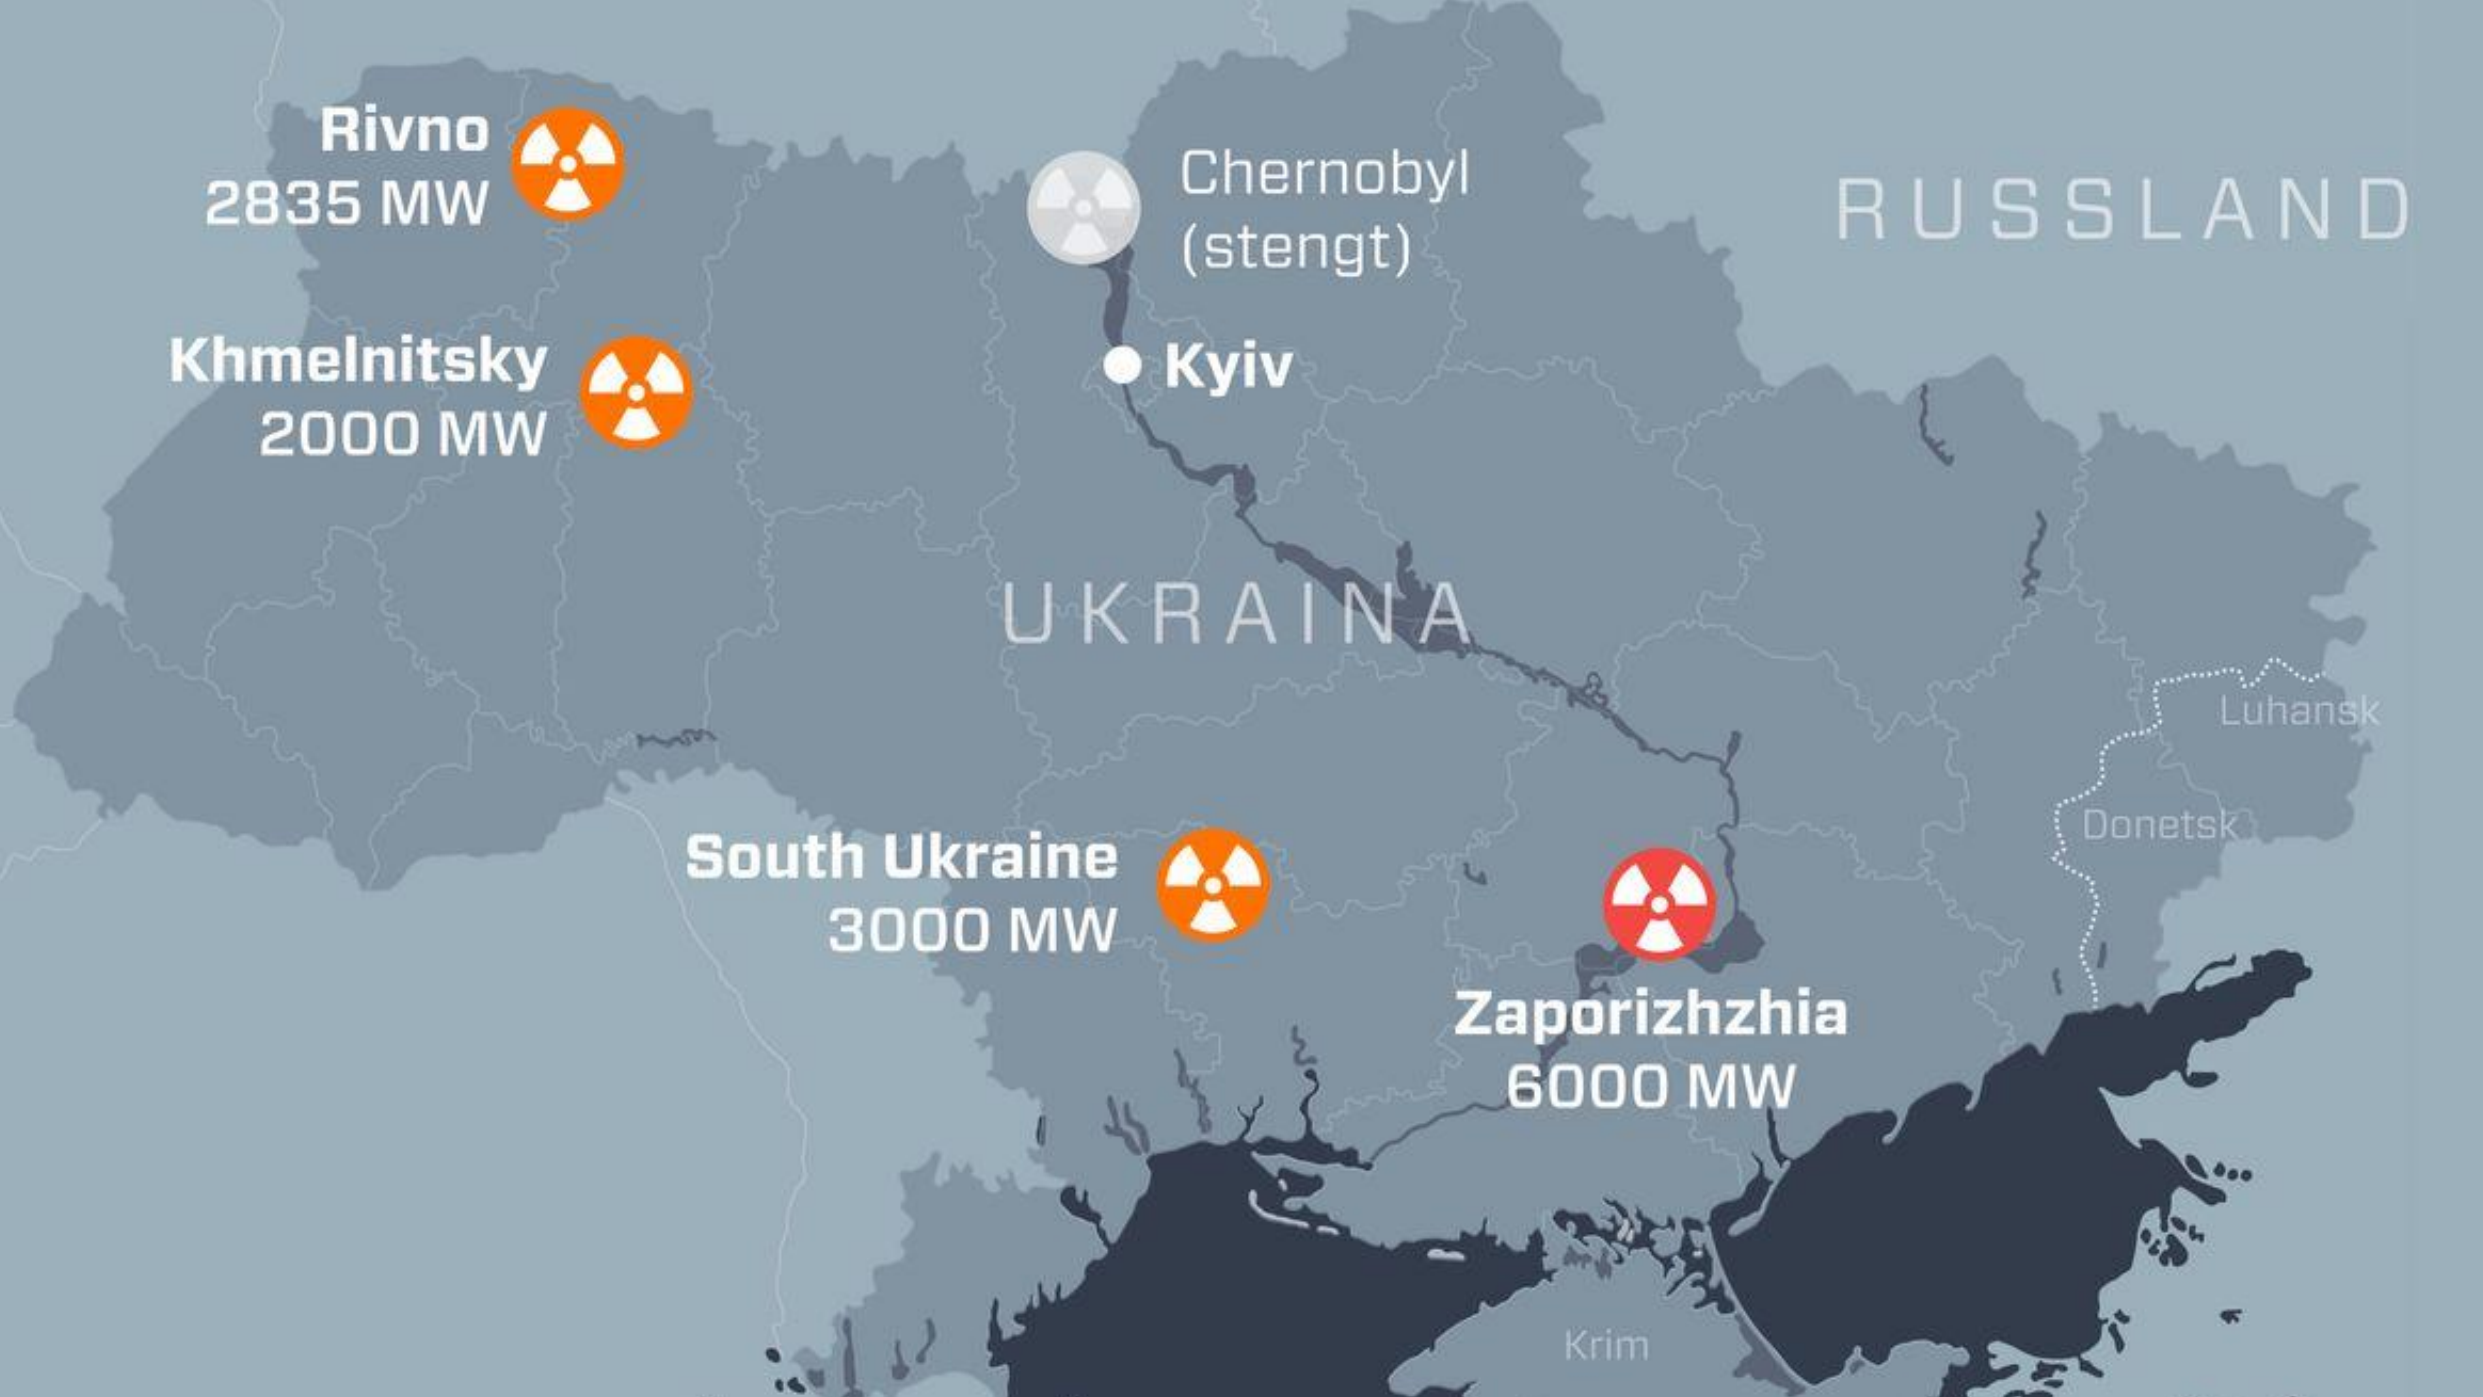 Rivno
2835 MW
Chernobyl
(stengt)
RUSSLAND
Khmelnitsky
2000 MW
Kyiv
UKRAINA
Luhansk
Donetsk
South Ukraine
3000 MW
Zaporizhzhia
6000 MW
Krim